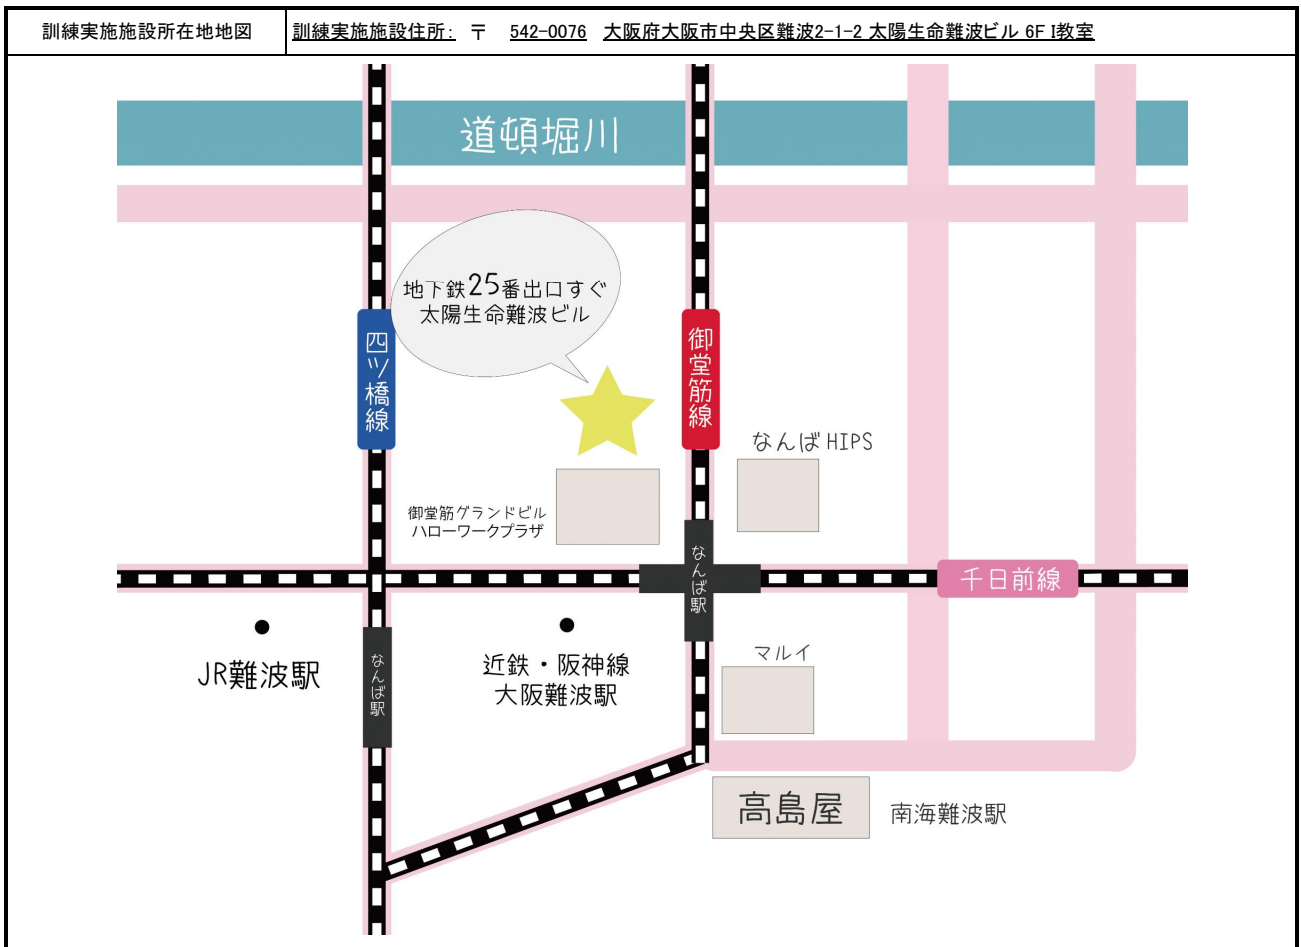 訓練実施施設所在地地図
訓練実施施設住所: 〒 542-0076 大阪府大阪市中央区難波2-1-2 太陽生命難波ビル 6F I教室
道頓堀川
地下鉄25番出口すぐ
太陽生命難波ビル
四ツ橋線
御堂筋線
なんばHIPS
御堂筋グランドビル
ハローワークプラザ
なんば駅
千日前線
JR難波駅
なんば駅
近鉄・阪神線
大阪難波駅
マルイ
高島屋
南海難波駅